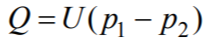 Q = U(p₁ − p₂)